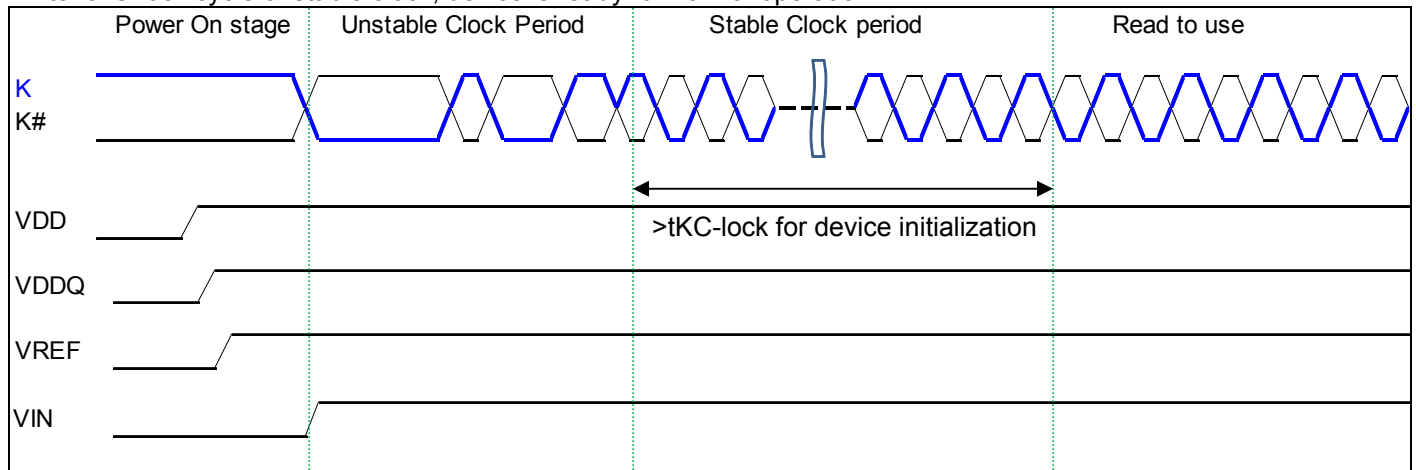 Power On stage Unstable Clock Period Stable Clock period Read to use
K
K#
VDD
>tKC-lock for device initialization
VDDQ
VREF
VIN